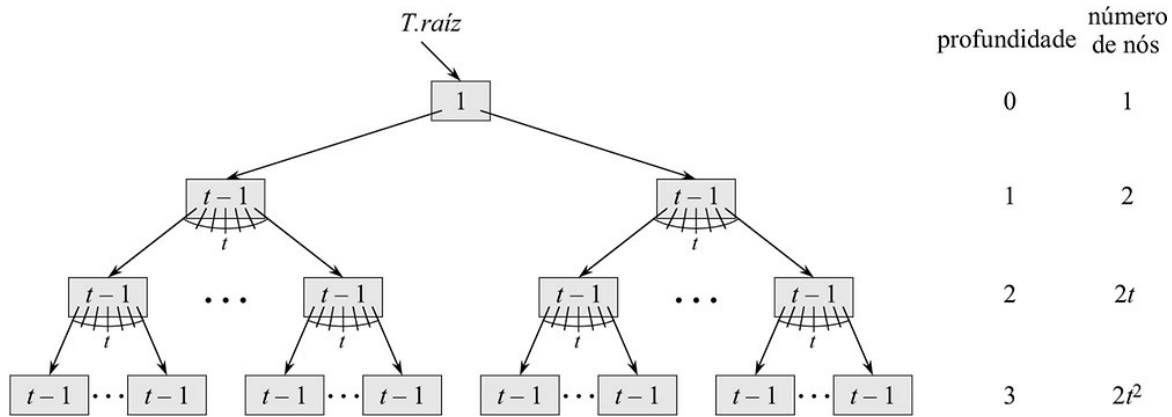 T.raíz
profundidade
número
de nós
1
0 1
t – 1 t – 1
1 2
t t
t – 1 ... t – 1 t – 1 ... t – 1
2 2t
t t t t
t – 1 ... t – 1 t – 1 ... t – 1 t – 1 ... t – 1 t – 1 ... t – 1
3 2t²